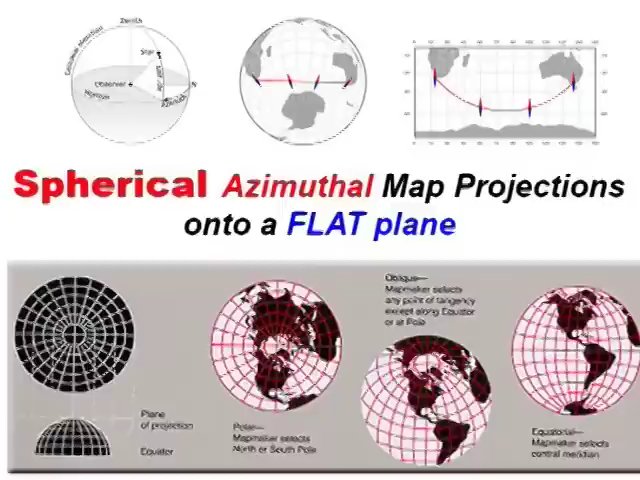 Zenith
Star
Observer
N
Horizon
Azimuth
Spherical Azimuthal Map Projections
onto a FLAT plane
Oblique—
Mapmaker selects
any point of tangency
except along Equator
or at Pole
Plane
of projection
Equator
Polar—
Mapmaker selects
North or South Pole
Equatorial—
Mapmaker selects
central meridian